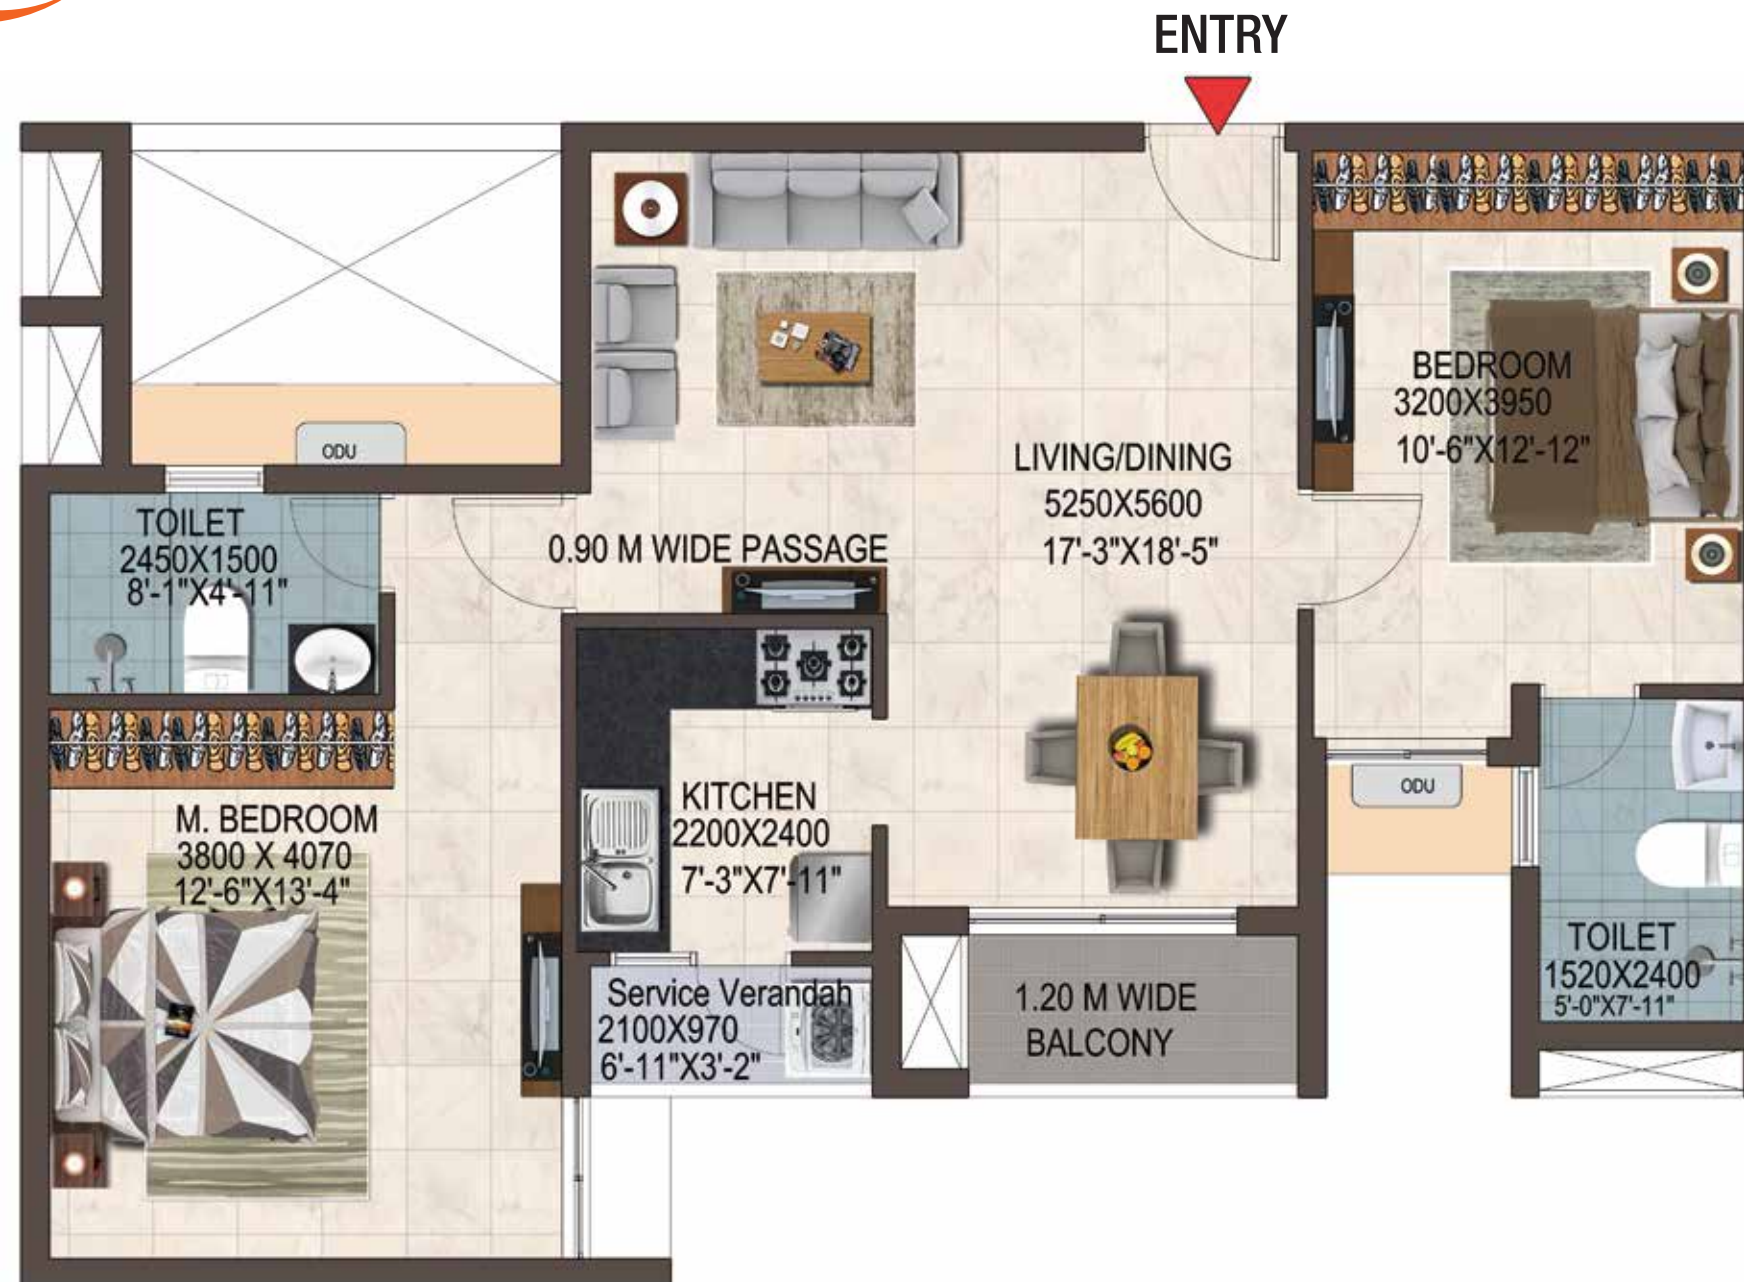 ENTRY
ODU
TOILET
2450X1500
8'-1"X4'-11"
0.90 M WIDE PASSAGE
LIVING/DINING
5250X5600
17'-3"X18'-5"
BEDROOM
3200X3950
10'-6"X12'-12"
M. BEDROOM
3800 X 4070
12'-6"X13'-4"
KITCHEN
2200X2400
7'-3"X7'-11"
ODU
Service Verandah
2100X970
6'-11"X3'-2"
1.20 M WIDE
BALCONY
TOILET
1520X2400
5'-0"X7'-11"